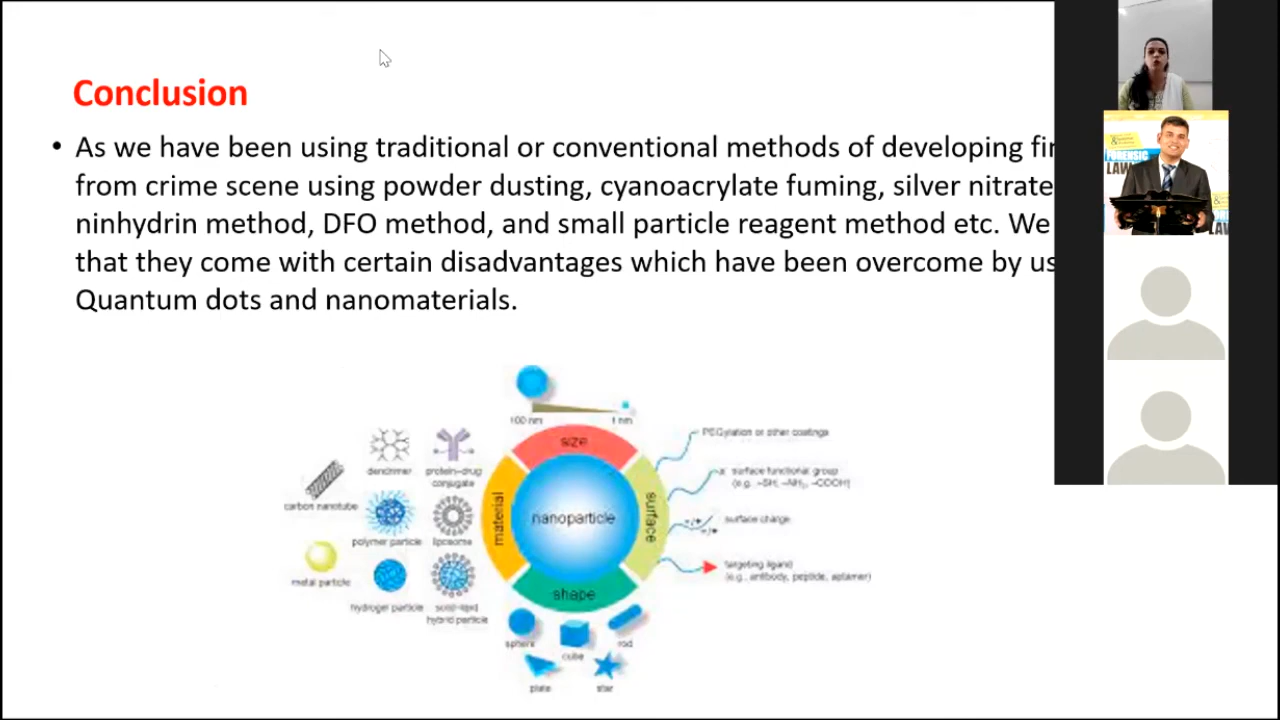 Conclusion
• As we have been using traditional or conventional methods of developing
from crime scene using powder dusting, cyanoacrylate fuming, silver nitrate
ninhydrin method, DFO method, and small particle reagent method etc. We
that they come with certain disadvantages which have been overcome by
Quantum dots and nanomaterials.
100 nm 1 nm
size
material
nanoparticle
surface
shape
dendrimer
protein-drug
conjugate
carbon nanotube
polymer particle
liposome
metal particle
hydrogel particle
solid-lipid
hybrid particle
PEGylation or other coatings
surface functional group
(e.g. –SH, –NH₂, –COOH)
-/+
-/+
surface charge
targeting ligand
(e.g., antibody, peptide, aptamer)
sphere
cube
rod
plate
star
FORENSIC
LAW